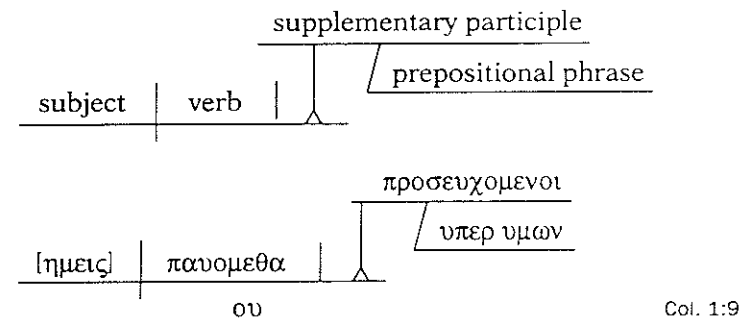 supplementary participle
prepositional phrase
subject verb
προσευχομενοι
υπερ υμων
[ημεις] παυομεθα
ου
Col. 1:9